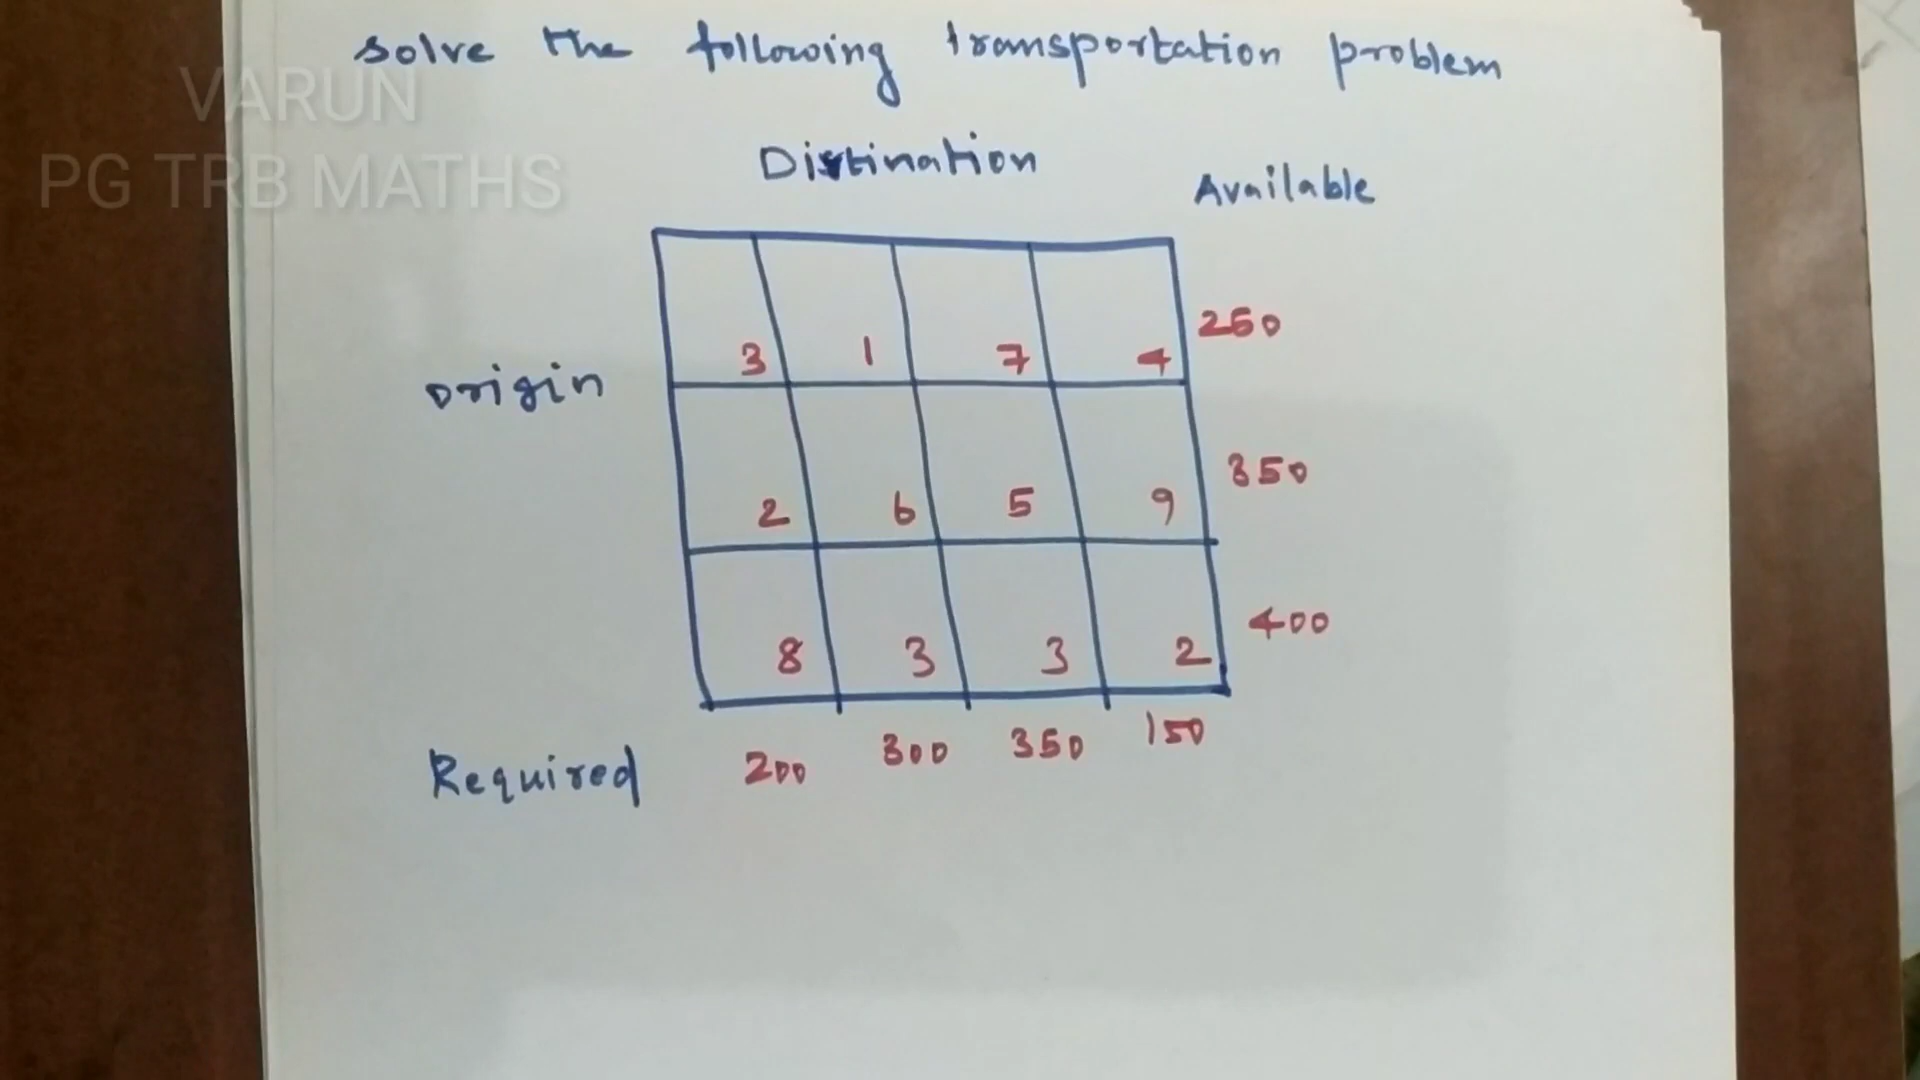 solve the following transportation problem
VARUN
PG TRB MATHS
Distination
Available
3 1 7 4 250
Origin
2 6 5 9 350
8 3 3 2 400
Required 200 300 350 150